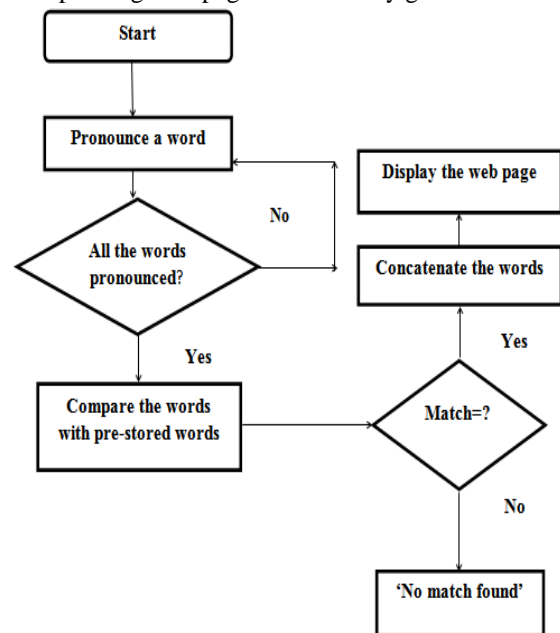 Start
Pronounce a word
No
All the words
pronounced?
Yes
Compare the words
with pre-stored words
Display the web page
Concatenate the words
Yes
Match=?
No
‘No match found’